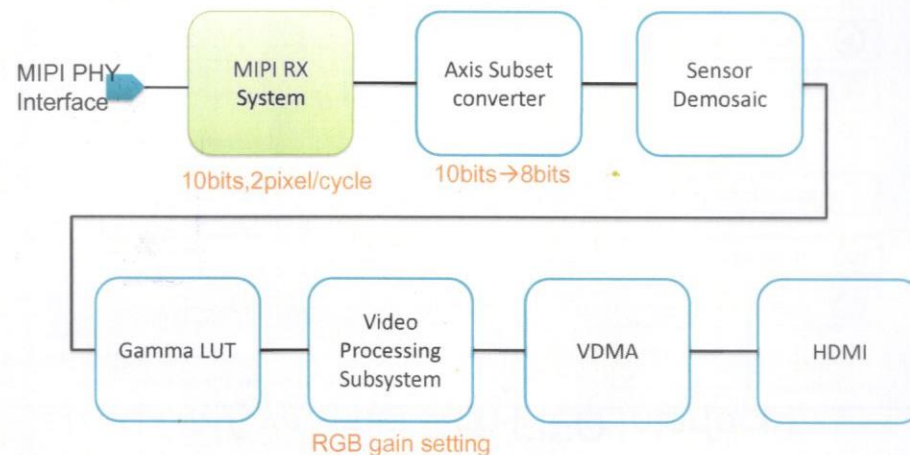 MIPI PHY
Interface
MIPI RX
System
10bits,2pixel/cycle
Axis Subset
converter
10bits→8bits
Sensor
Demosaic
Gamma LUT
Video
Processing
Subsystem
RGB gain setting
VDMA
HDMI